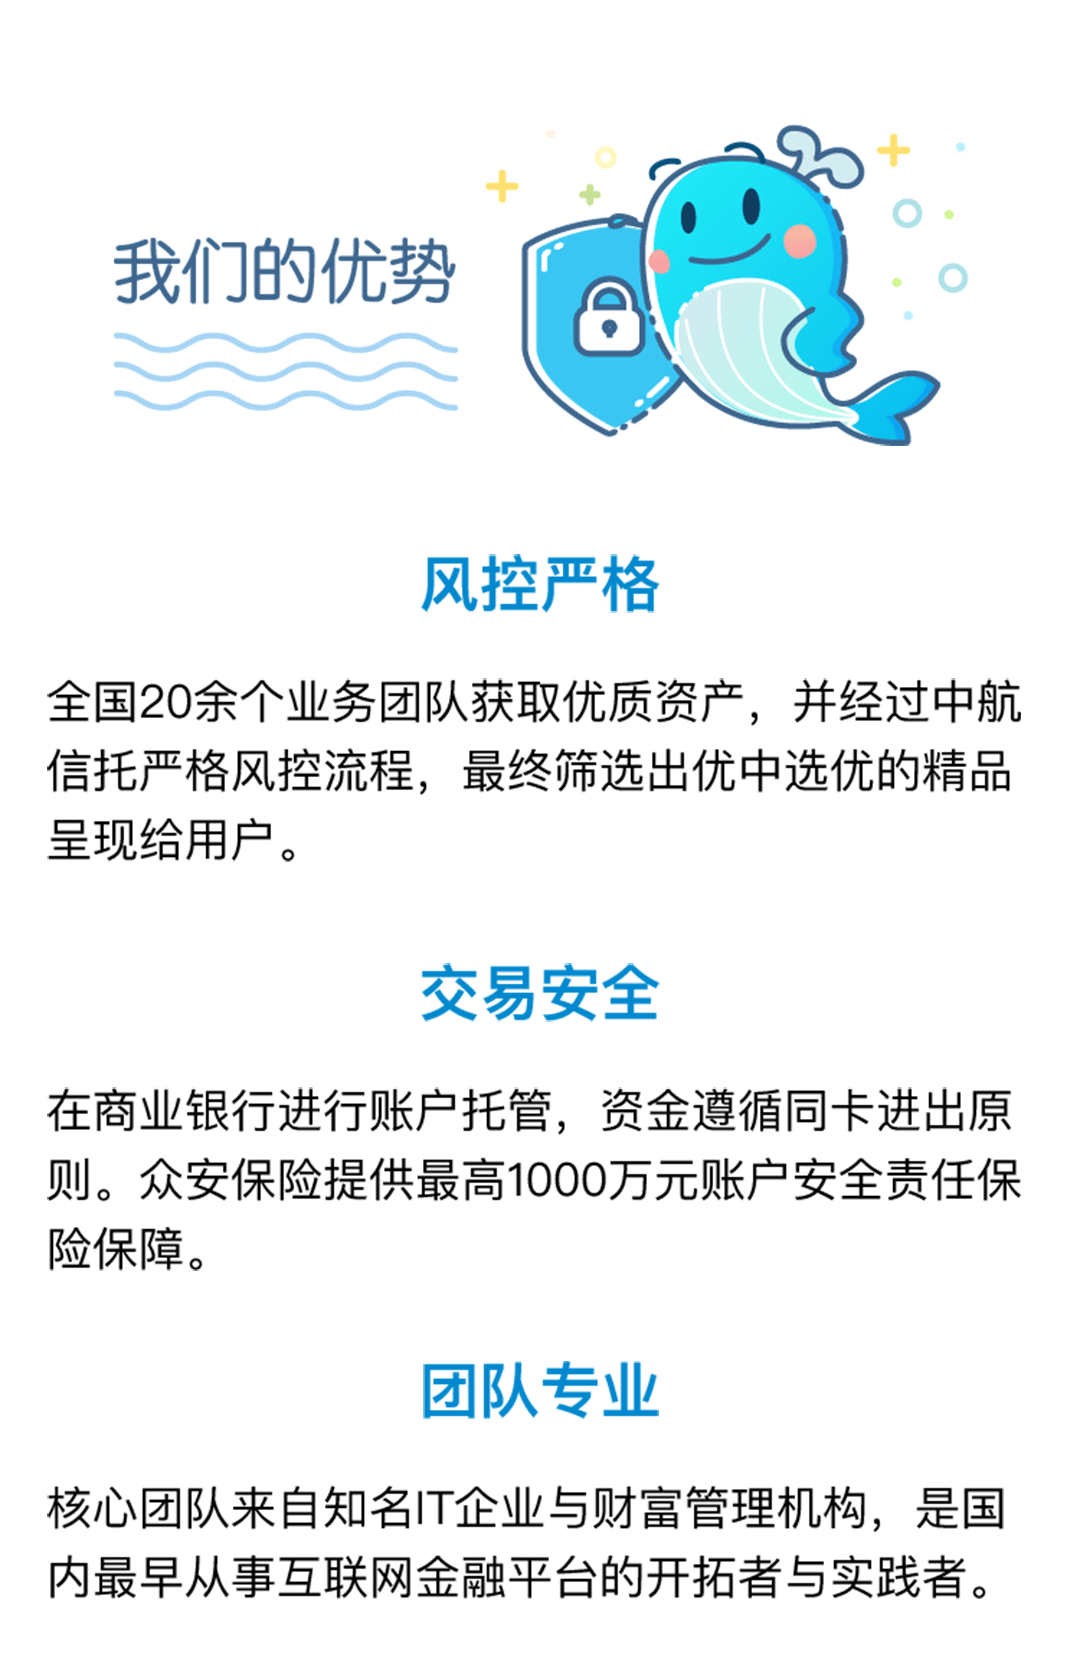 我们的优势
风控严格
全国20余个业务团队获取优质资产，并经过中航
信托严格风控流程，最终筛选出优中选优的精品
呈现给用户。
交易安全
在商业银行进行账户托管，资金遵循同卡进出原
则。众安保险提供最高1000万元账户安全责任保
险保障。
团队专业
核心团队来自知名IT企业与财富管理机构，是国
内最早从事互联网金融平台的开拓者与实践者。